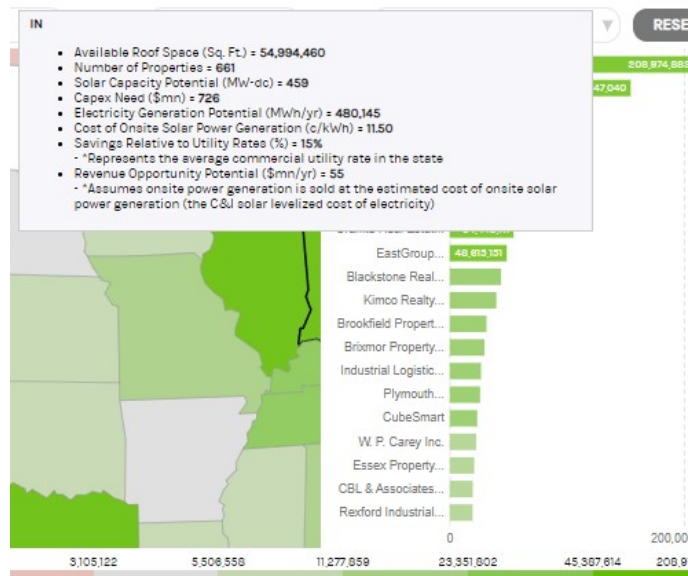 IN
• Available Roof Space (Sq. Ft.) = 54,994,460
• Number of Properties = 661
• Solar Capacity Potential (MW-dc) = 459
• Capex Need ($mn) = 726
• Electricity Generation Potential (MWh/yr) = 480,145
• Cost of Onsite Solar Power Generation (c/kWh) = 11.50
• Savings Relative to Utility Rates (%) = 15%
- *Represents the average commercial utility rate in the state
• Revenue Opportunity Potential ($mn/yr) = 55
- *Assumes onsite power generation is sold at the estimated cost of onsite solar
power generation (the C&I solar levelized cost of electricity)
RESE
208,974,883
47,040
EastGroup... 48,615,151
Blackstone Real...
Kimco Realty...
Brookfield Propert...
Brixmor Property...
Industrial Logistic...
Plymouth...
CubeSmart
W. P. Carey Inc.
Essex Property...
CBL & Associates...
Rexford Industrial...
0 200,00
3,105,122 5,506,558 11,277,859 23,351,802 45,387,614 208,9